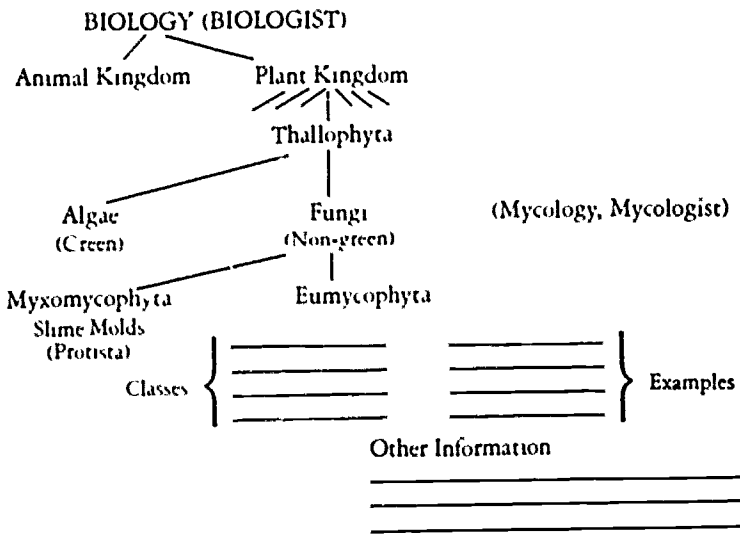 BIOLOGY (BIOLOGIST)
Animal Kingdom Plant Kingdom
Thallophyta
Algae Fungi (Mycology, Mycologist)
(Green) (Non-green)
Myxomycophyta Eumycophyta
Slime Molds
(Protista)
Classes Examples
Other Information